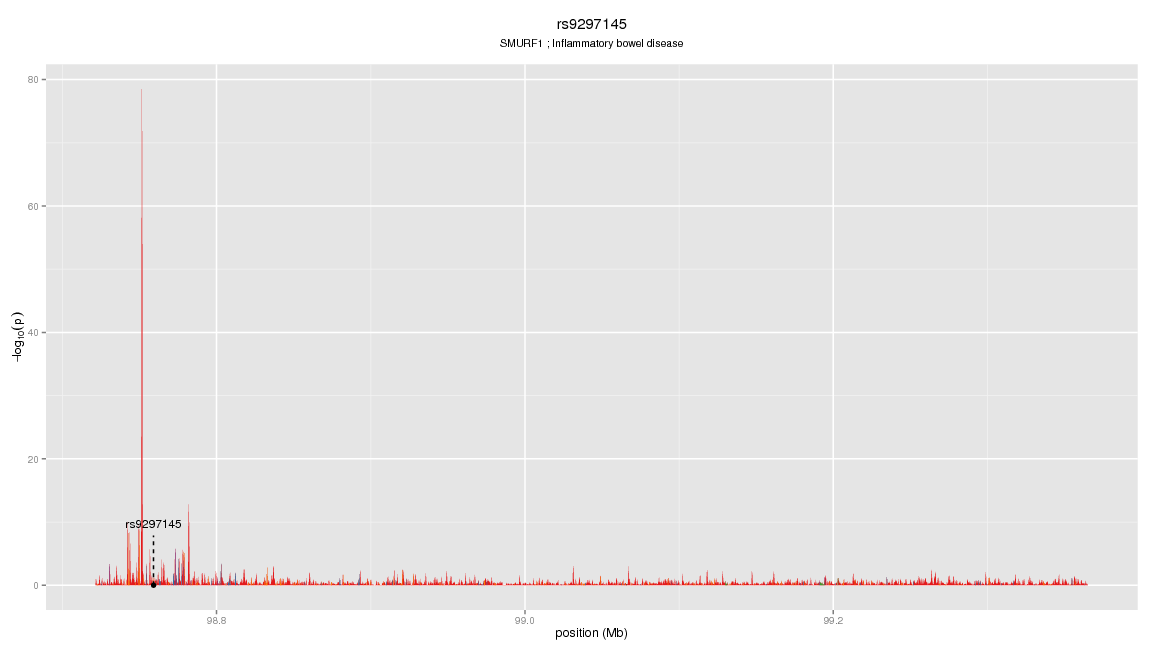 rs9297145
SMURF1 ; Inflammatory bowel disease
80
60
40
20
0
−log10(p)
rs9297145
98.8
99.0
99.2
position (Mb)